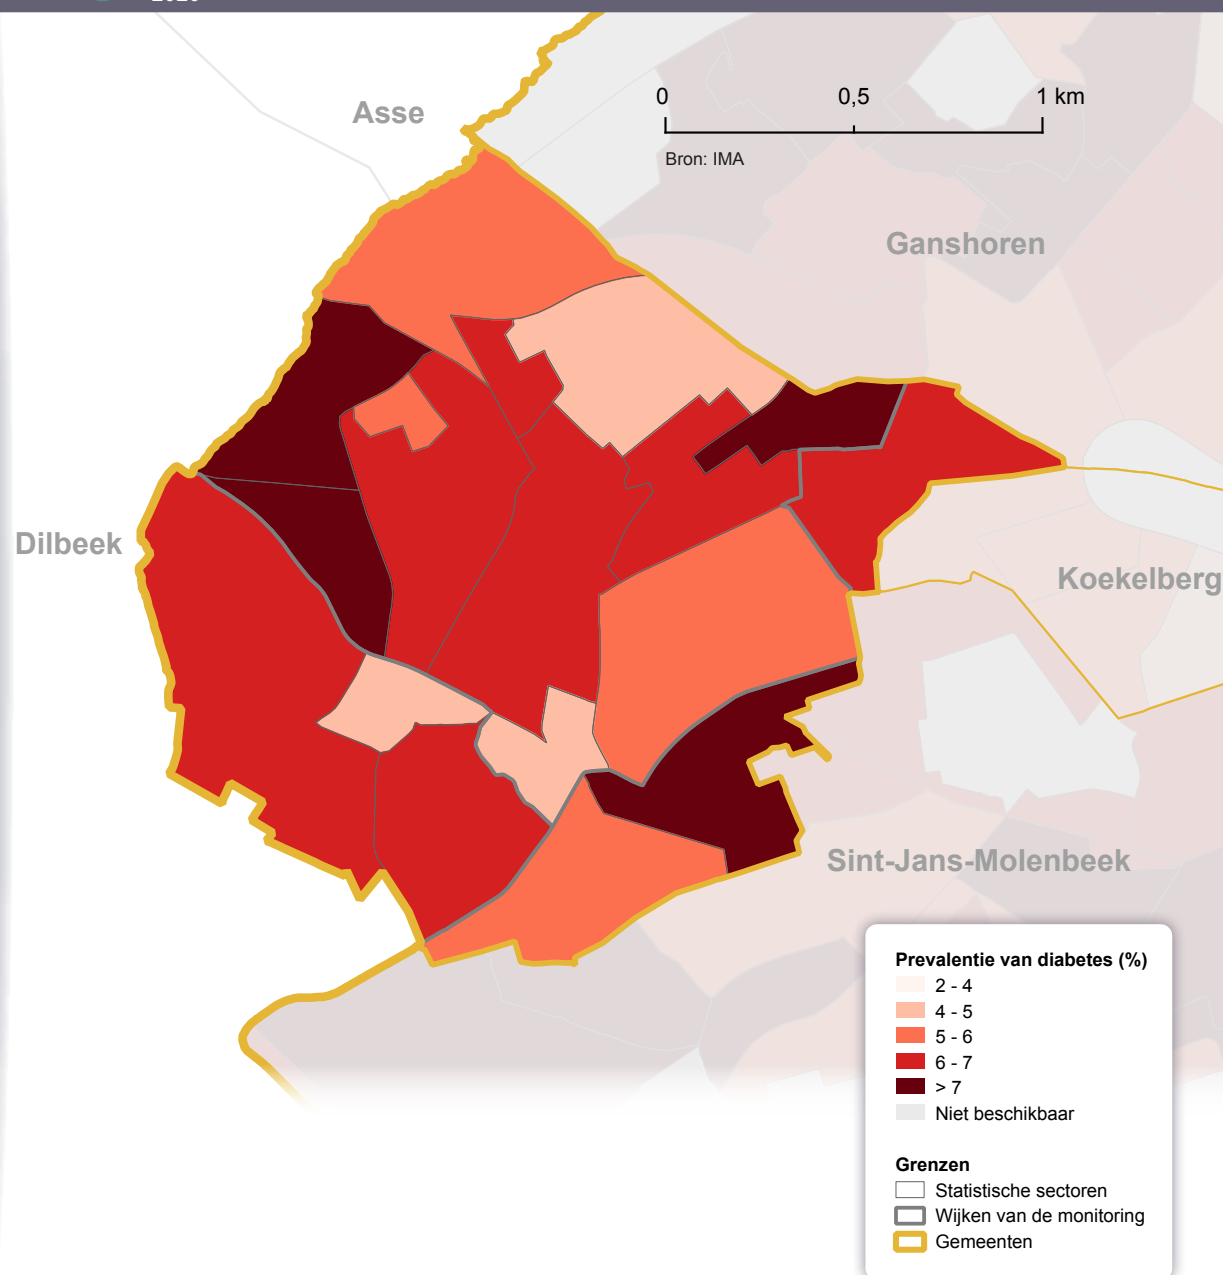 Asse
0 0,5 1 km
Bron: IMA
Ganshoren
Dilbeek
Koekelberg
Sint-Jans-Molenbeek
Prevalentie van diabetes (%)
2 - 4
4 - 5
5 - 6
6 - 7
> 7
Niet beschikbaar
Grenzen
Statistische sectoren
Wijken van de monitoring
Gemeenten